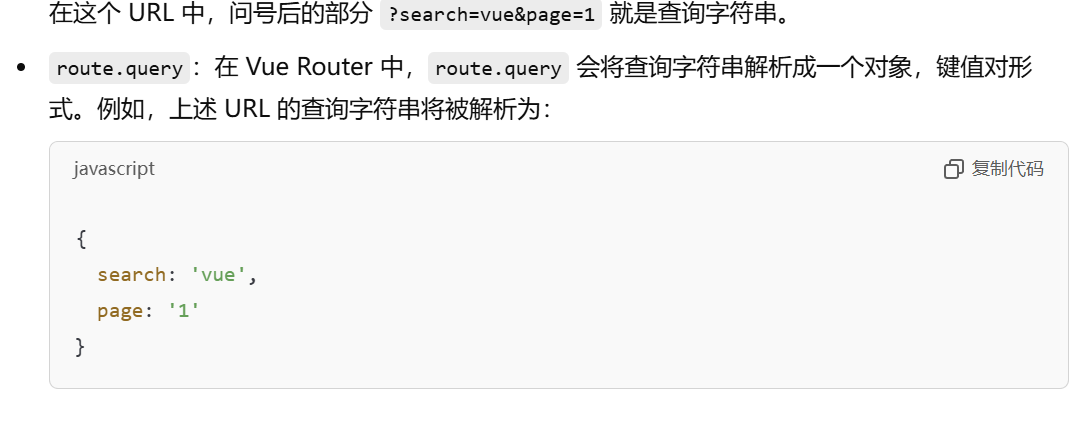 在这个 URL 中，问号后的部分 ?search=vue&page=1 就是查询字符串。
route.query：在 Vue Router 中，route.query 会将查询字符串解析成一个对象，键值对形
式。例如，上述 URL 的查询字符串将被解析为：
javascript 复制代码
{
  search: 'vue',
  page: '1'
}